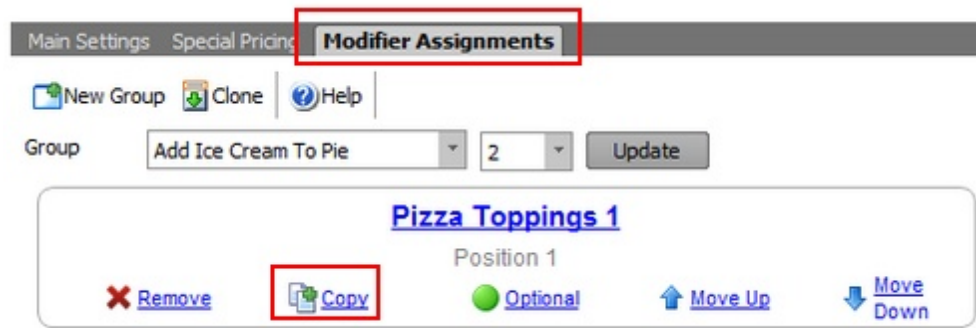 Main Settings Special Pricing Modifier Assignments
New Group Clone Help
Group Add Ice Cream To Pie 2 Update
Pizza Toppings 1
Position 1
Remove Copy Optional Move Up Move
Down